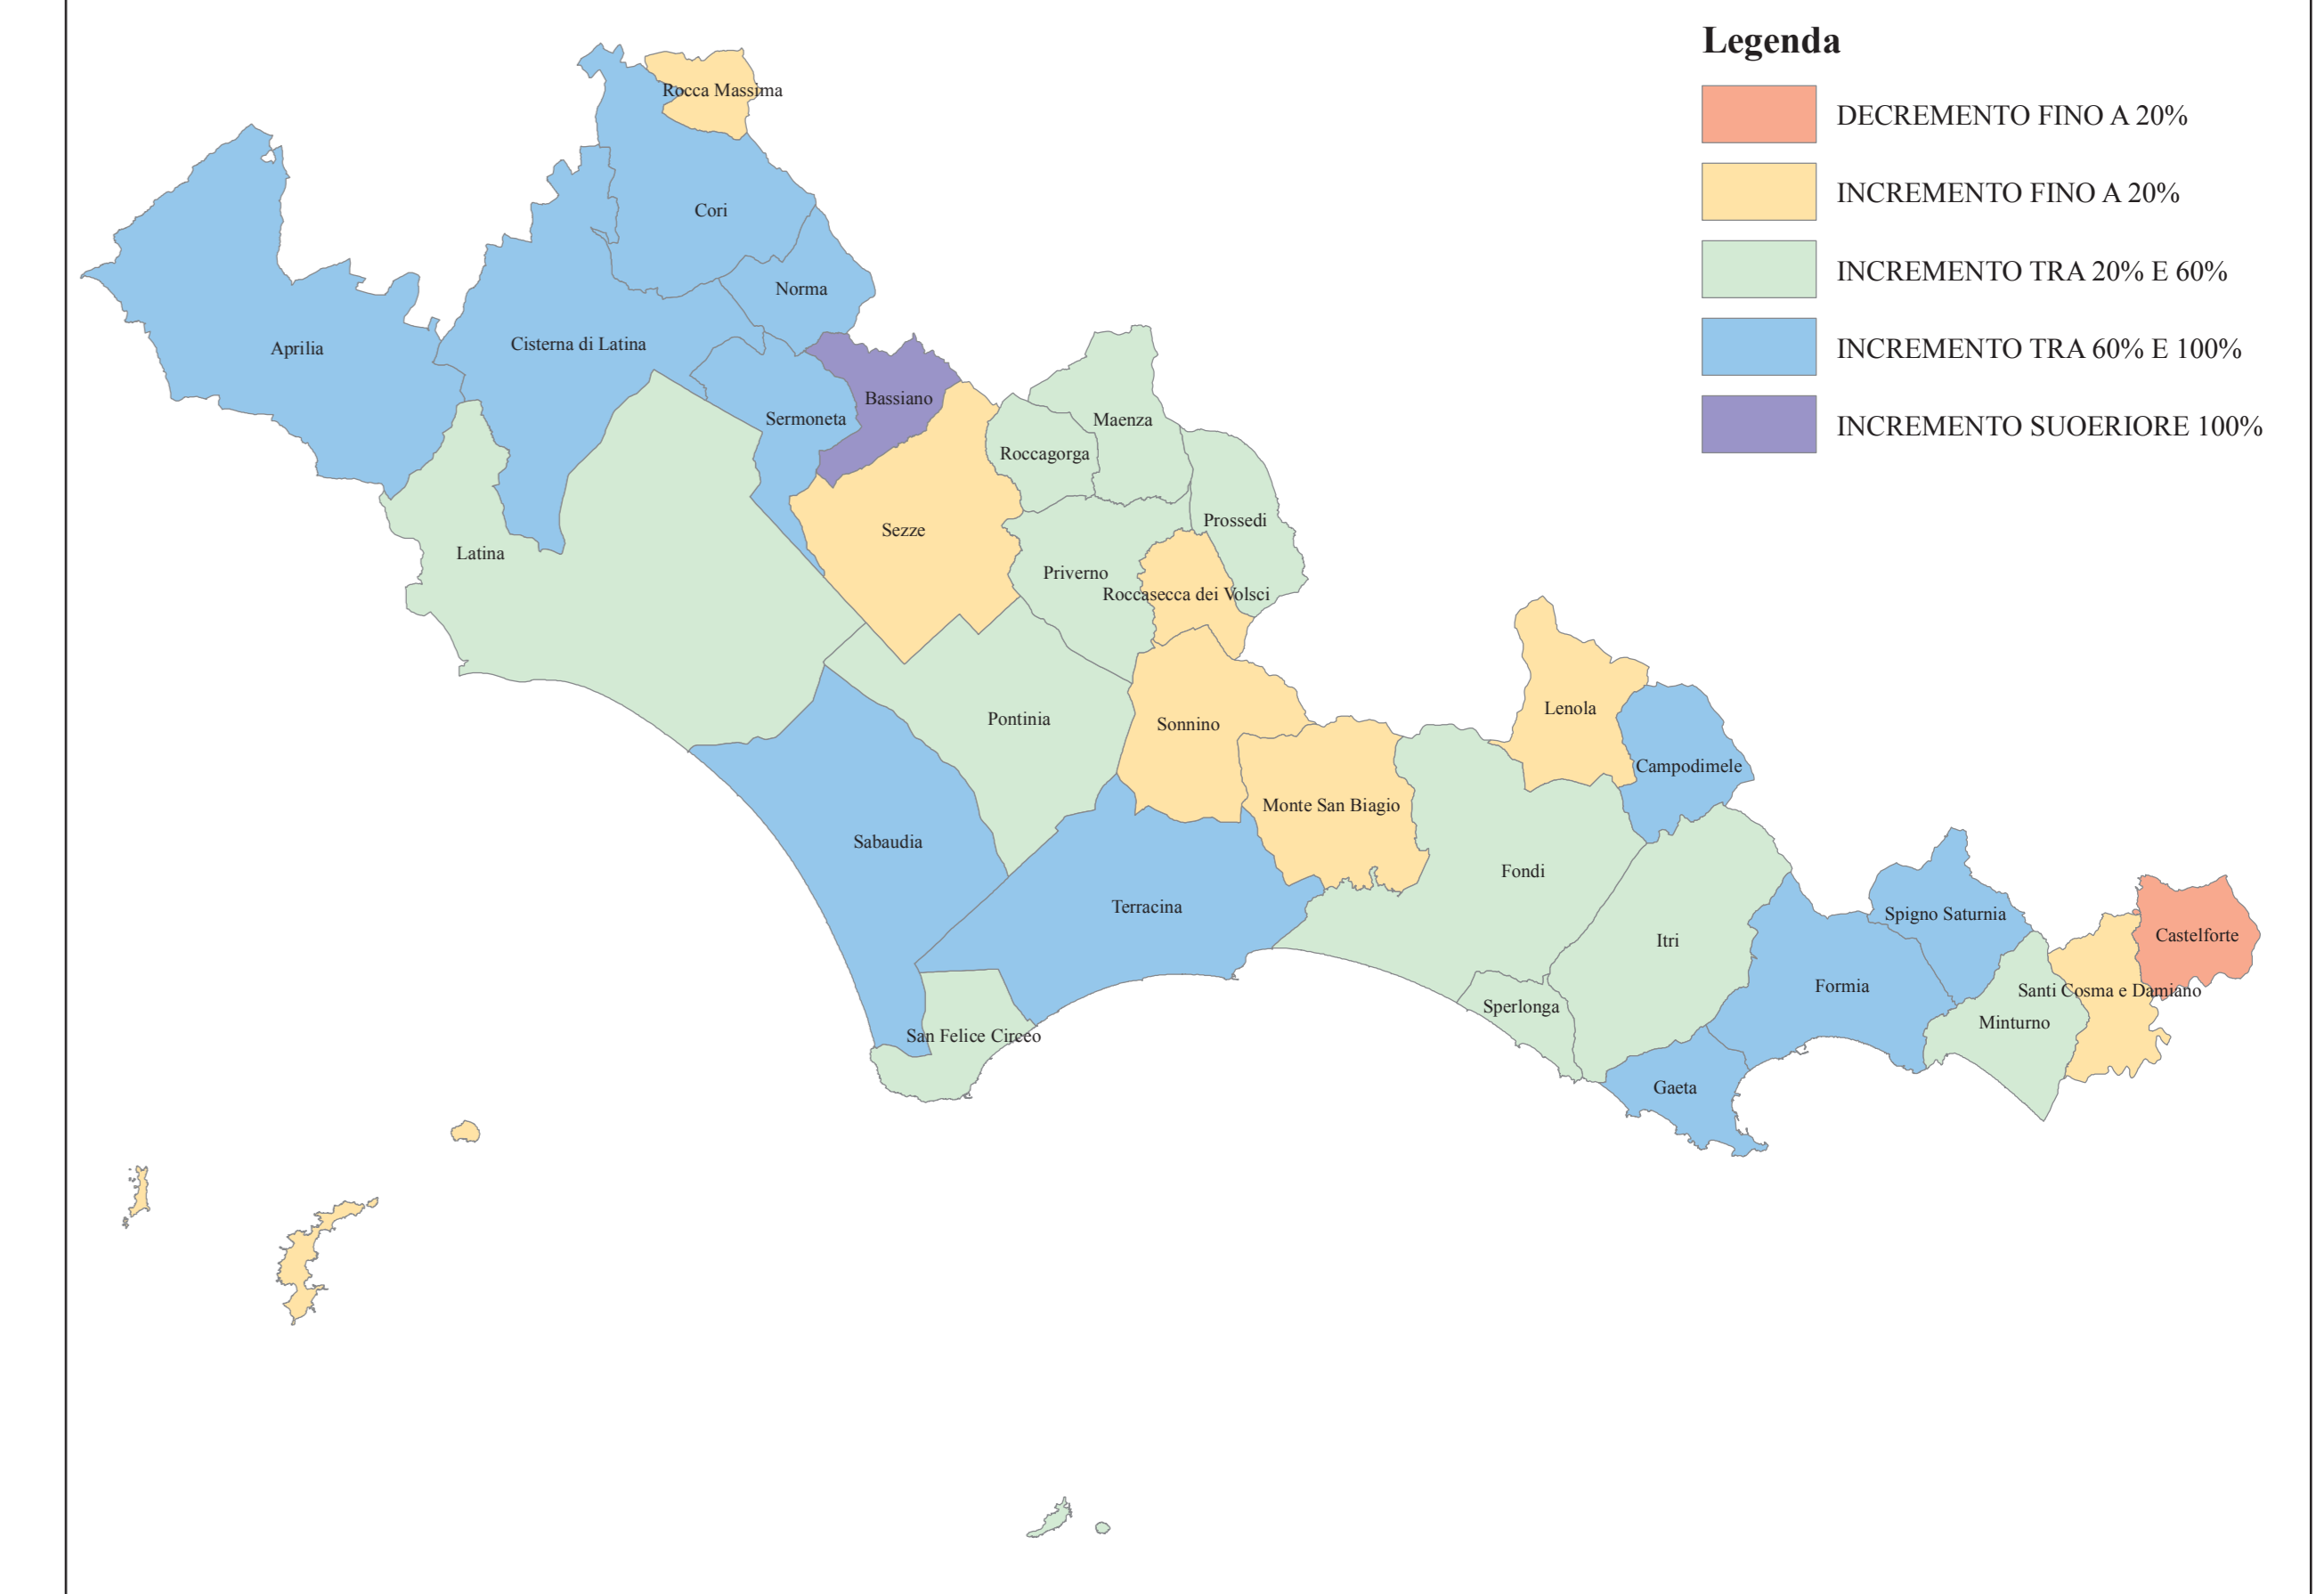 Legenda
DECREMENTO FINO A 20%
INCREMENTO FINO A 20%
INCREMENTO TRA 20% E 60%
INCREMENTO TRA 60% E 100%
INCREMENTO SUOERIORE 100%
Rocca Massima
Cori
Norma
Aprilia
Cisterna di Latina
Bassiano
Sermoneta
Maenza
Roccagorga
Prossedi
Sezze
Latina
Priverno
Roccasecca dei Volsci
Pontinia
Sonnino
Lenola
Campodimele
Monte San Biagio
Sabaudia
Fondi
Terracina
Spigno Saturnia
Castelforte
Itri
Formia
Santi Cosma e Damiano
Sperlonga
Minturno
San Felice Circeo
Gaeta